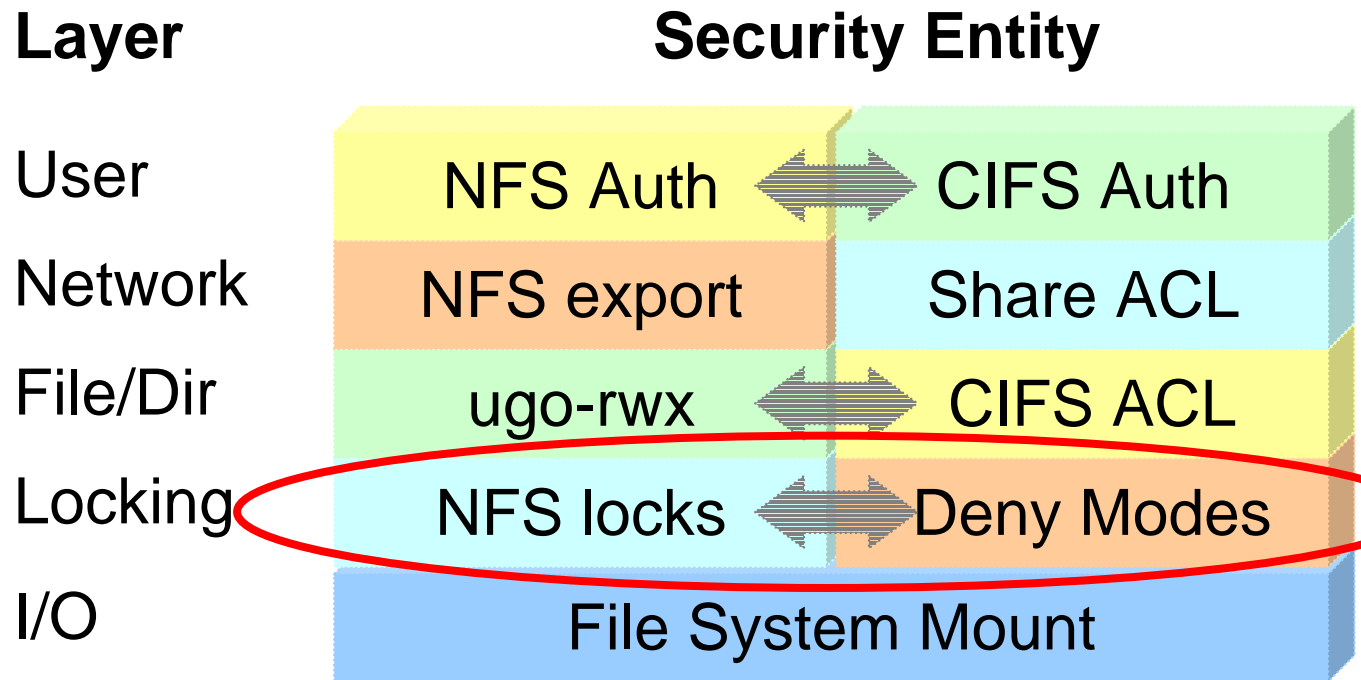 Layer Security Entity
User NFS Auth CIFS Auth
Network NFS export Share ACL
File/Dir ugo-rwx CIFS ACL
Locking NFS locks Deny Modes
I/O File System Mount